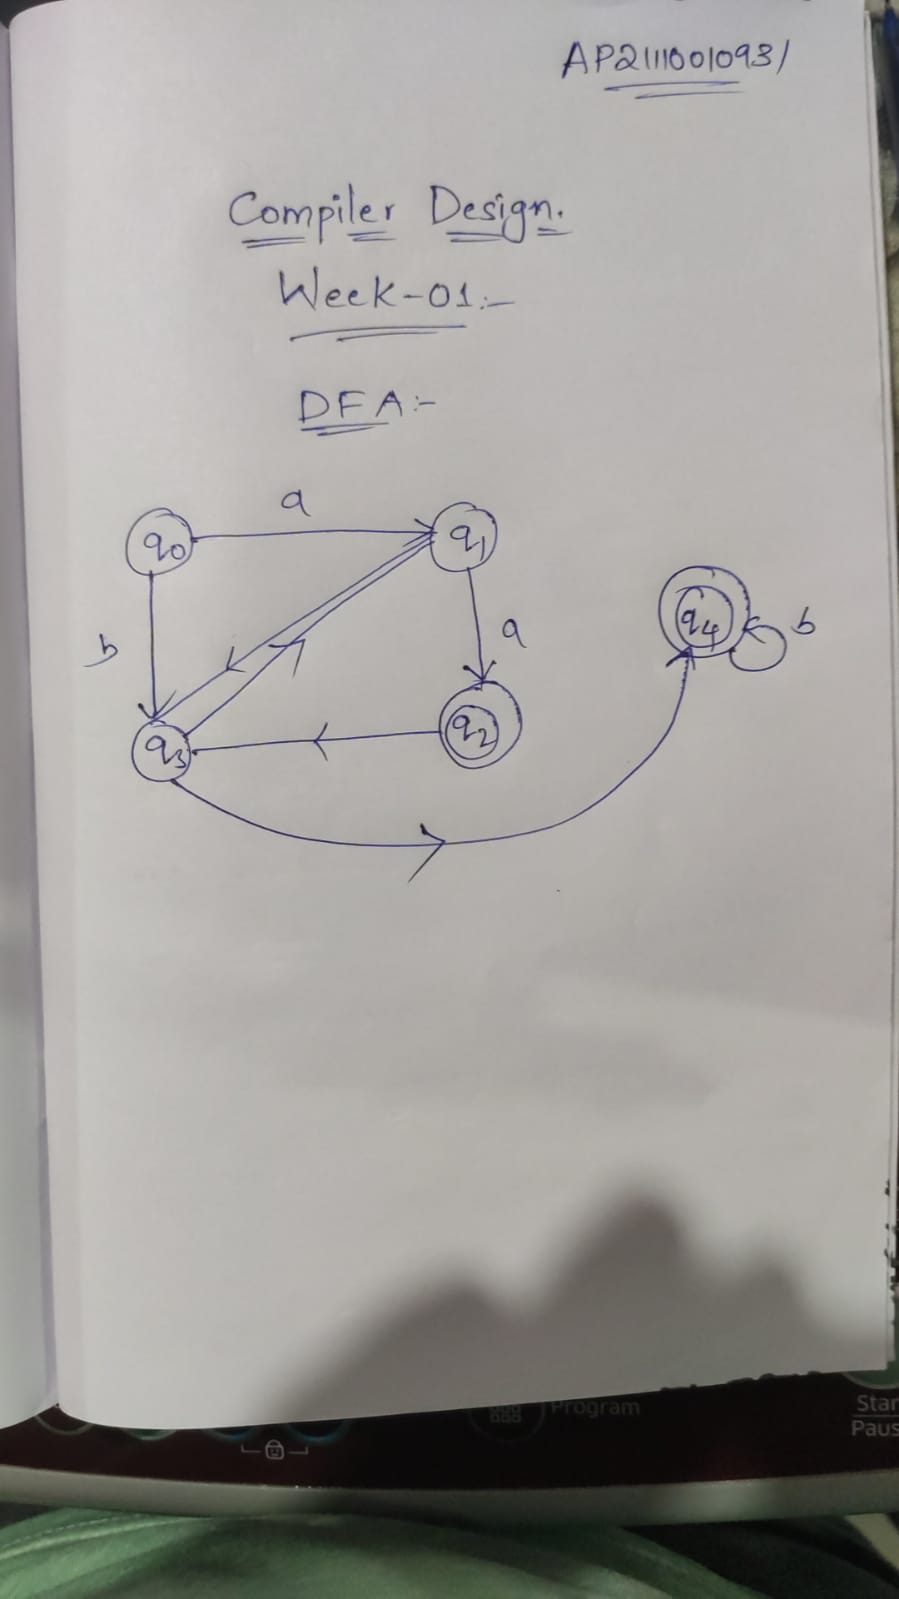 AP21110010931
Compiler Design.
Week-01:-
DFA:-
a
q0
q1
b
a
q4
b
q3
q2
Program
Star
Paus